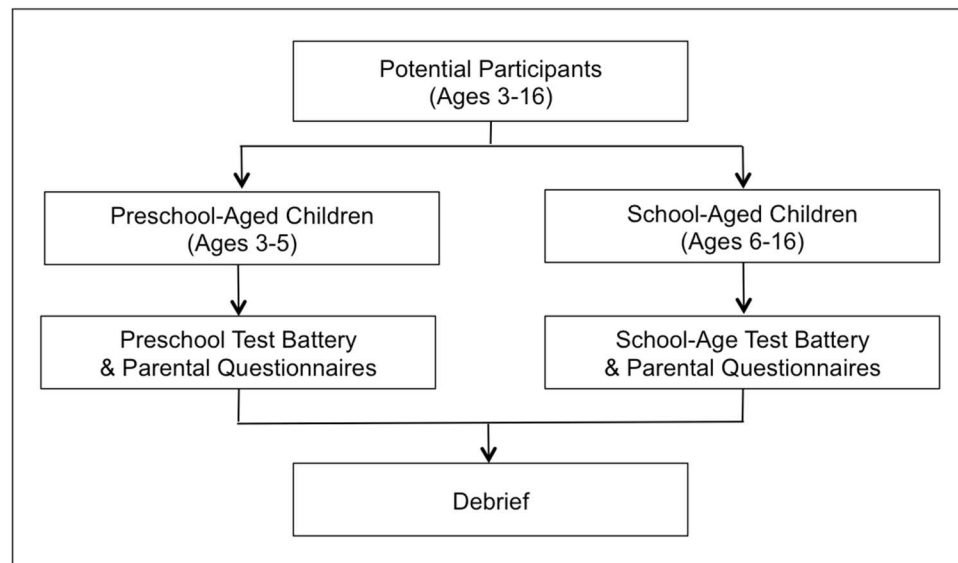 Potential Participants
(Ages 3-16)
Preschool-Aged Children
(Ages 3-5)
School-Aged Children
(Ages 6-16)
Preschool Test Battery
& Parental Questionnaires
School-Age Test Battery
& Parental Questionnaires
Debrief